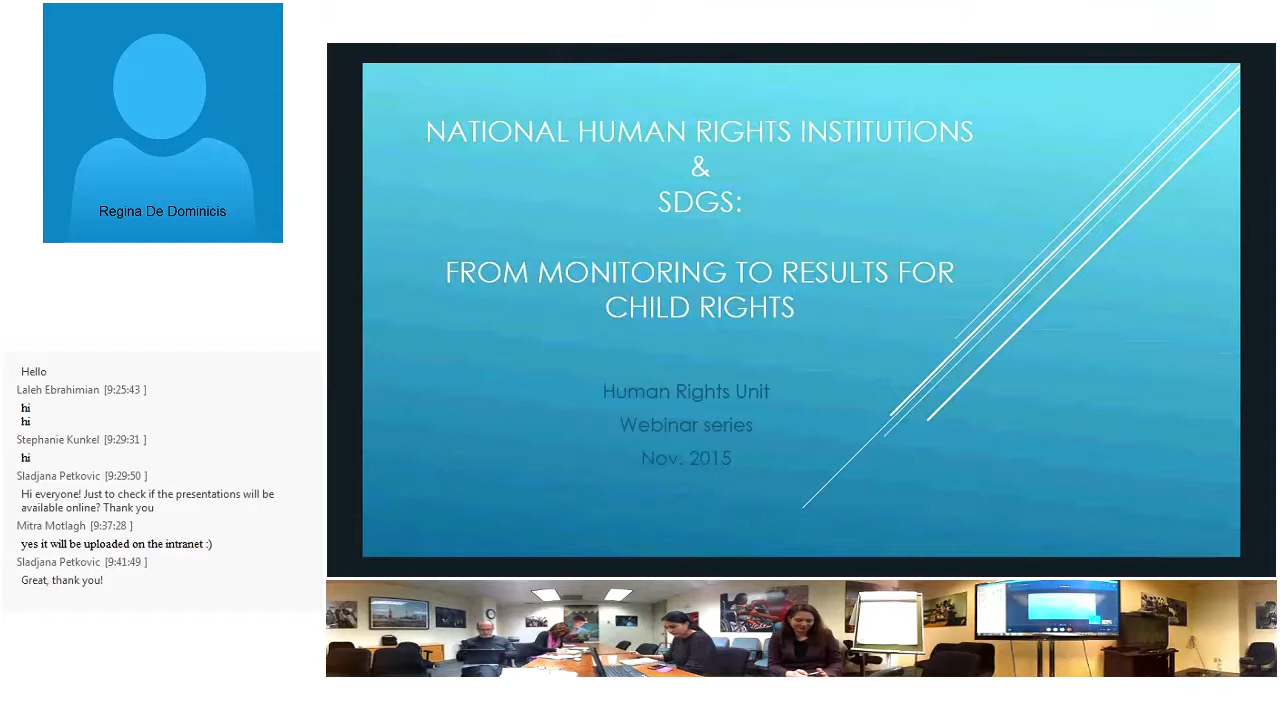 Regina De Dominicis
NATIONAL HUMAN RIGHTS INSTITUTIONS
&
SDGS:
FROM MONITORING TO RESULTS FOR
CHILD RIGHTS
Human Rights Unit
Webinar series
Nov. 2015
Hello
Laleh Ebrahimian [9:25:43 ]
hi
hi
Stephanie Kunkel [9:29:31 ]
hi
Sladjana Petkovic [9:29:50 ]
Hi everyone! Just to check if the presentations will be
available online? Thank you
Mitra Motlagh [9:37:28 ]
yes it will be uploaded on the intranet :)
Sladjana Petkovic [9:41:49 ]
Great, thank you!